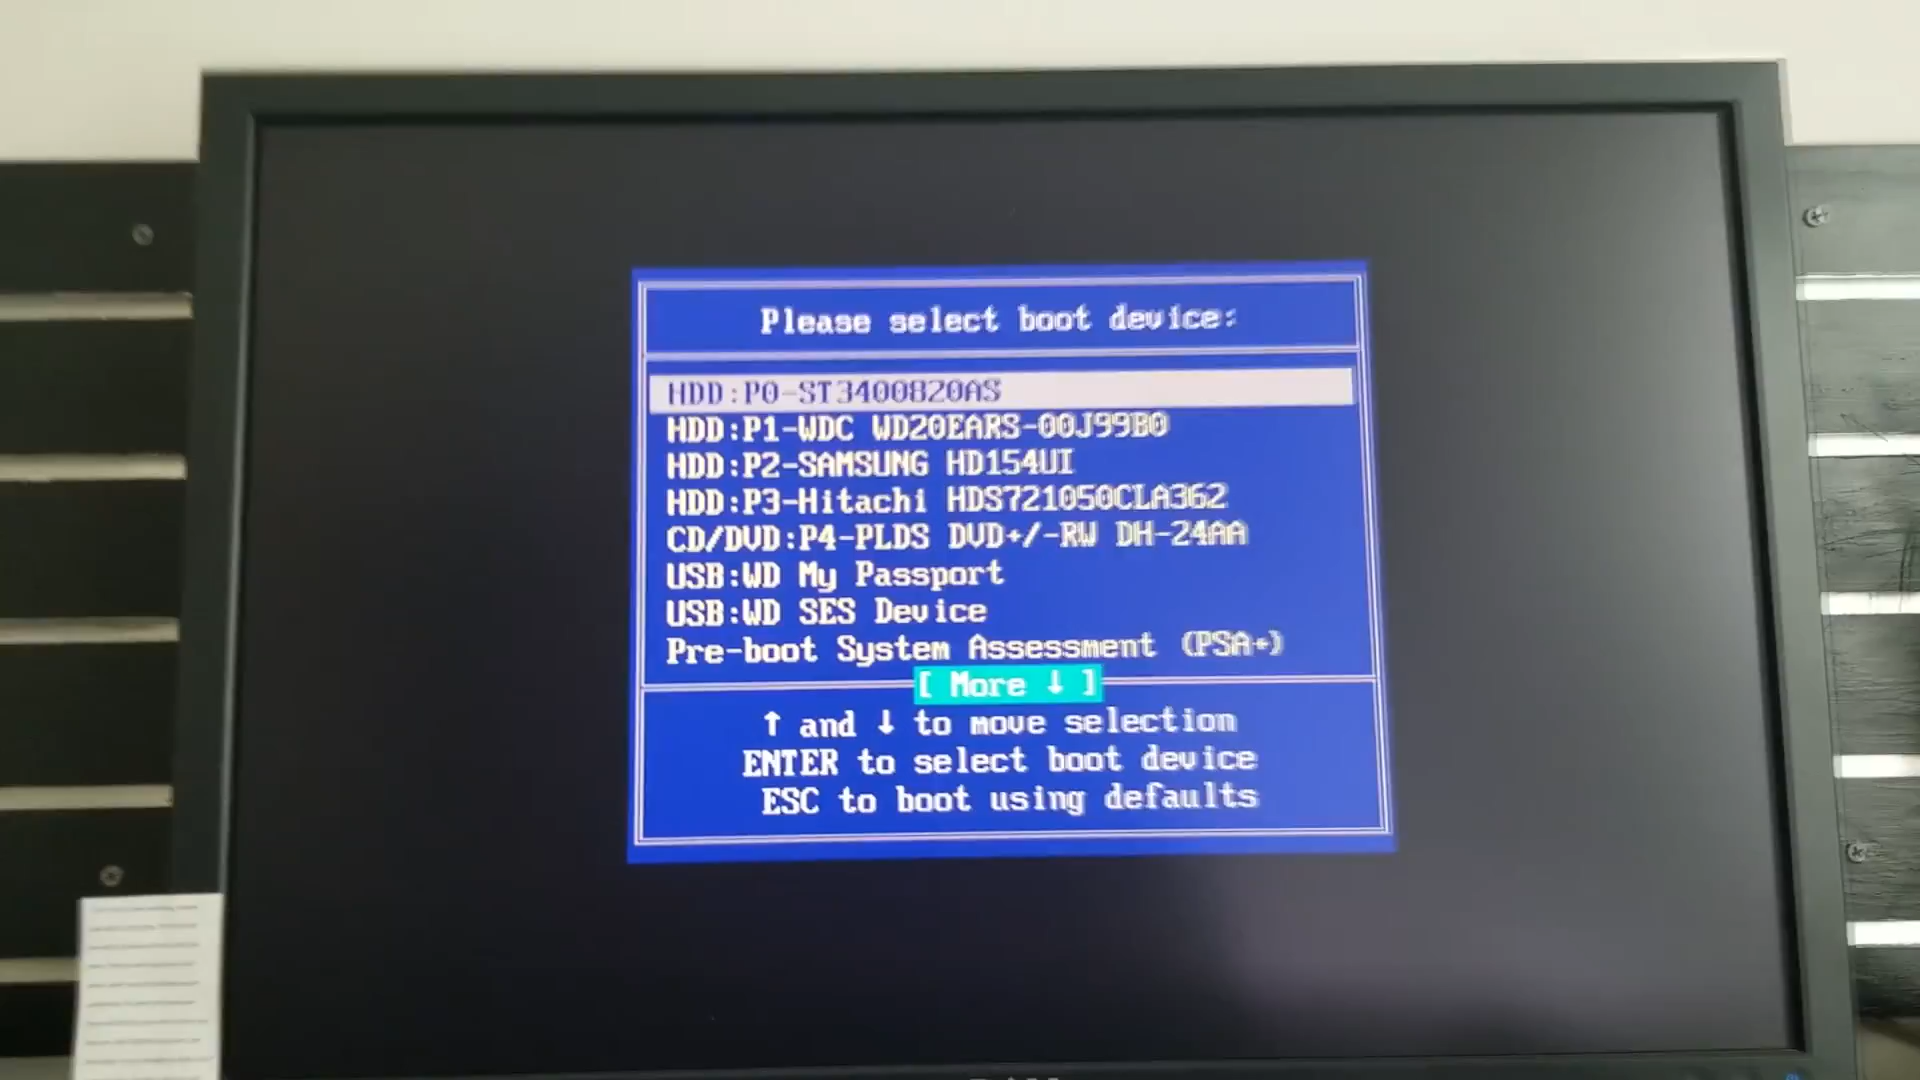 Please select boot device:
HDD:P0-ST3400820AS
HDD:P1-WDC WD20EARS-00J99B0
HDD:P2-SAMSUNG HD154UI
HDD:P3-Hitachi HDS721050CLA362
CD/DVD:P4-PLDS DVD+/-RW DH-24AA
USB:WD My Passport
USB:WD SES Device
Pre-boot System Assessment (PSA+)
[ More ↓ ]
↑ and ↓ to move selection
ENTER to select boot device
ESC to boot using defaults